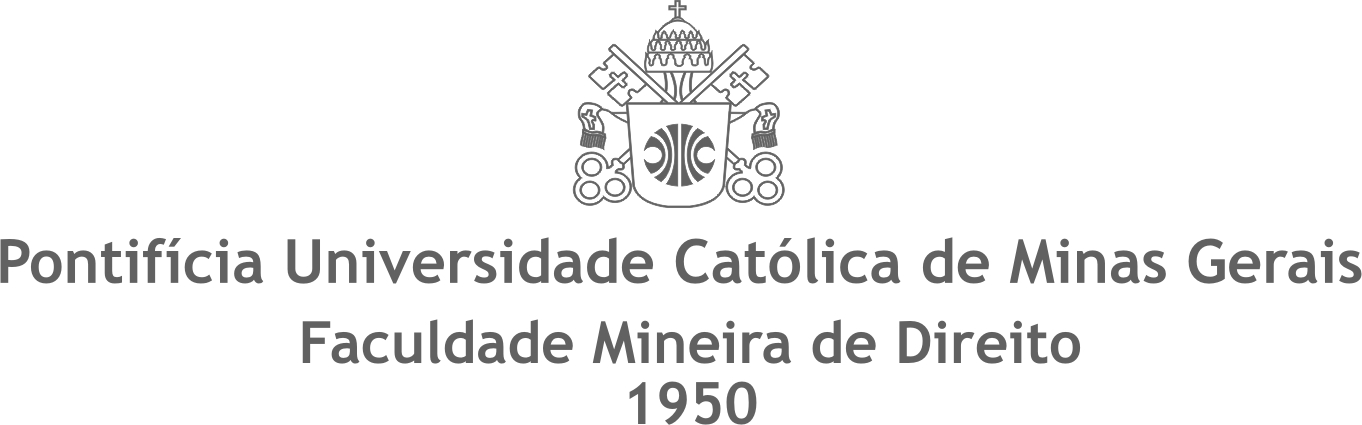 Pontifícia Universidade Católica de Minas Gerais
Faculdade Mineira de Direito
1950